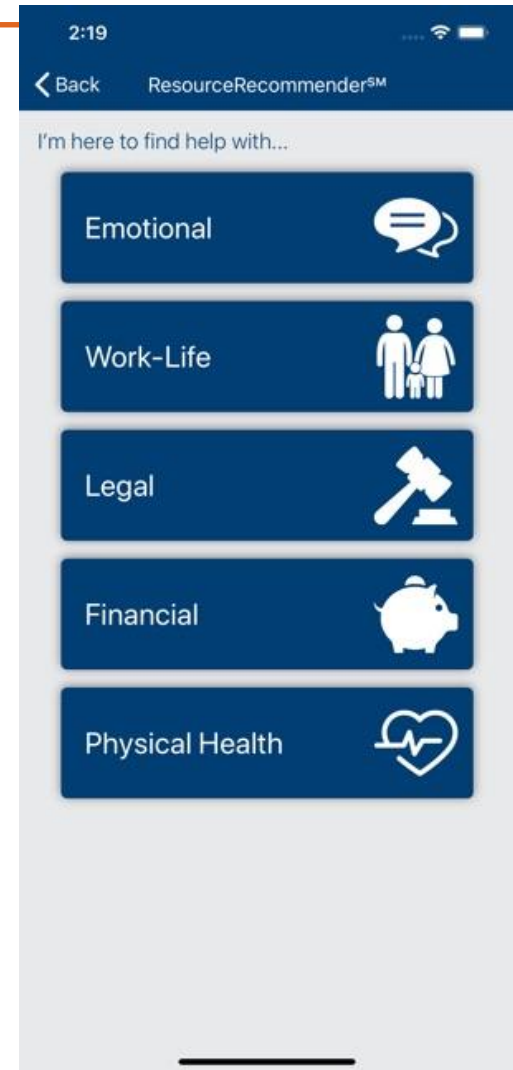 2:19
Back ResourceRecommender℠
I'm here to find help with...
Emotional
Work-Life
Legal
Financial
Physical Health